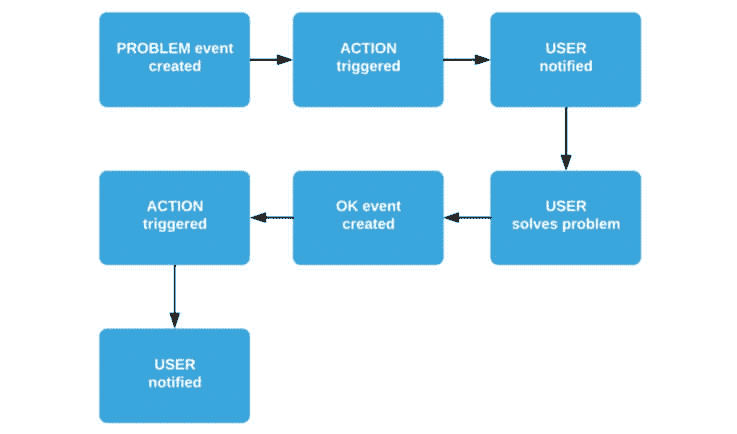 PROBLEM event
created
ACTION
triggered
USER
notified
USER
solves problem
OK event
created
ACTION
triggered
USER
notified